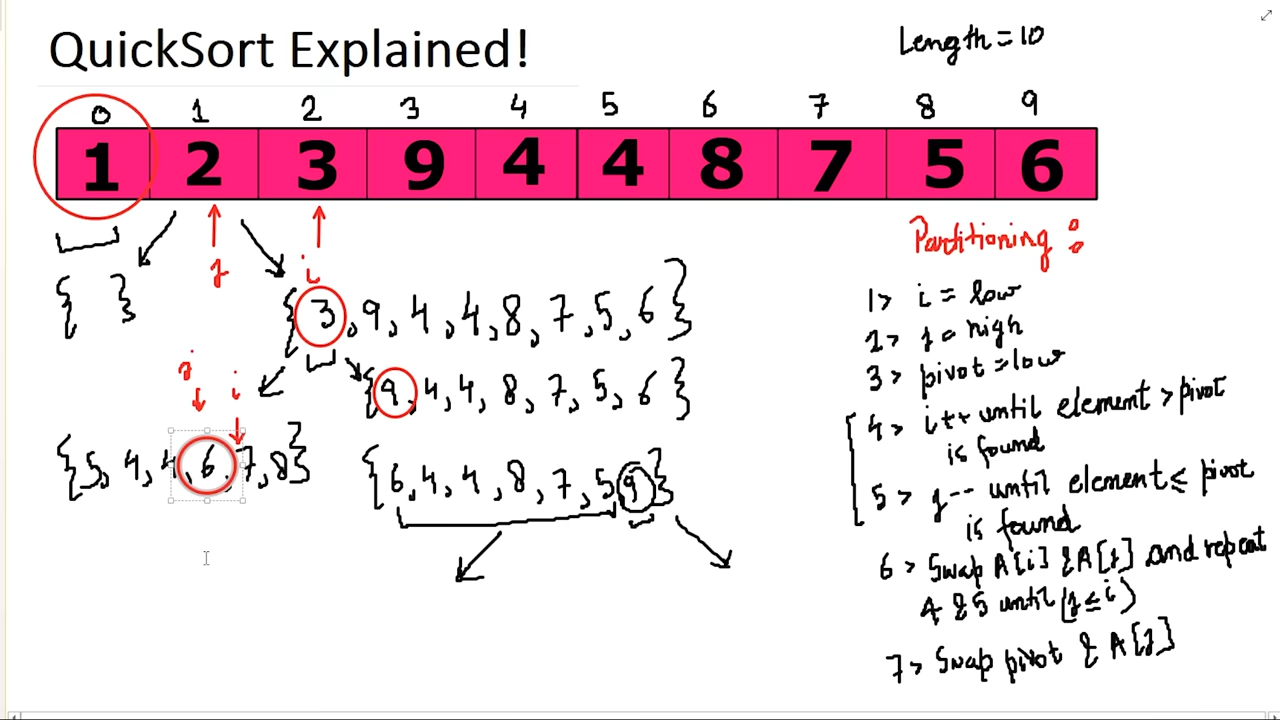 QuickSort Explained!
Length = 10
0 1 2 3 4 5 6 7 8 9
1 2 3 9 4 4 8 7 5 6
j i
Partitioning :
{ }
{3, 9, 4, 4, 8, 7, 5, 6}
j i
{9, 4, 4, 8, 7, 5, 6}
{5, 4, 4, 6, 7, 8}
{6, 4, 4, 8, 7, 5, 9}
1> i = low
2> j = high
3> pivot = low
4> i++ until element > pivot
is found
5> j-- until element ≤ pivot
is found
6> Swap A[i] & A[j] and repeat
4 & 5 until (j ≤ i)
7> Swap pivot & A[j]